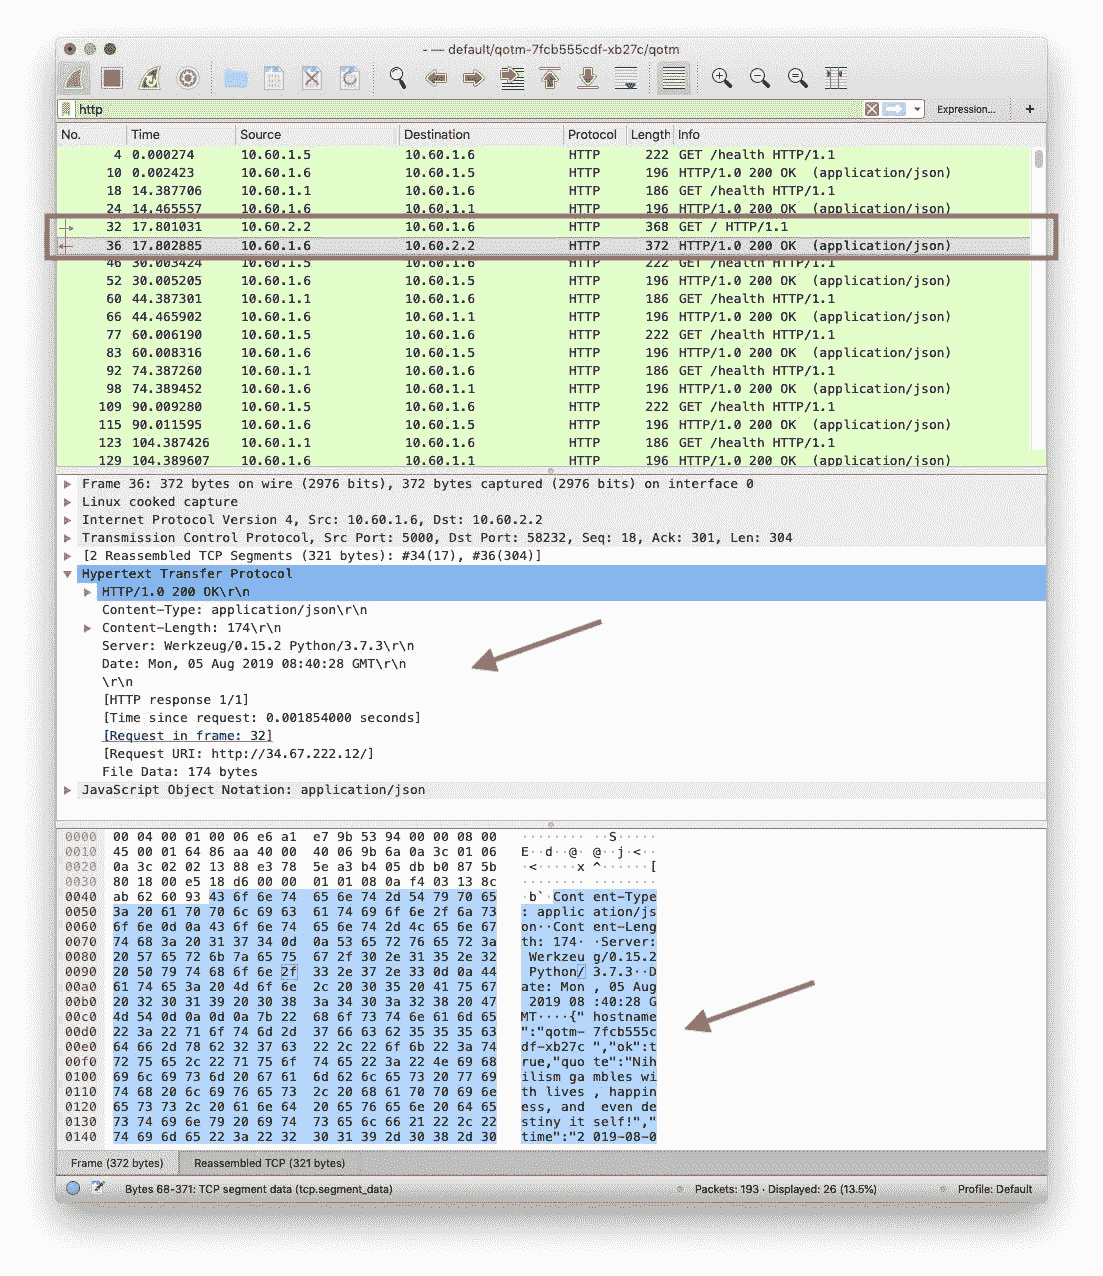 - — default/qotm-7fcb555cdf-xb27c/qotm
http Expression... +
No. Time Source Destination Protocol Length Info
4 0.000274 10.60.1.5 10.60.1.6 HTTP 222 GET /health HTTP/1.1
10 0.002423 10.60.1.6 10.60.1.5 HTTP 196 HTTP/1.0 200 OK (application/json)
18 14.387706 10.60.1.1 10.60.1.6 HTTP 186 GET /health HTTP/1.1
24 14.465557 10.60.1.6 10.60.1.1 HTTP 196 HTTP/1.0 200 OK (application/json)
32 17.801031 10.60.2.2 10.60.1.6 HTTP 368 GET / HTTP/1.1
36 17.802885 10.60.1.6 10.60.2.2 HTTP 372 HTTP/1.0 200 OK (application/json)
46 30.003424 10.60.1.5 10.60.1.6 HTTP 222 GET /health HTTP/1.1
52 30.005205 10.60.1.6 10.60.1.5 HTTP 196 HTTP/1.0 200 OK (application/json)
60 44.387301 10.60.1.1 10.60.1.6 HTTP 186 GET /health HTTP/1.1
66 44.465902 10.60.1.6 10.60.1.1 HTTP 196 HTTP/1.0 200 OK (application/json)
77 60.006190 10.60.1.5 10.60.1.6 HTTP 222 GET /health HTTP/1.1
83 60.008316 10.60.1.6 10.60.1.5 HTTP 196 HTTP/1.0 200 OK (application/json)
92 74.387260 10.60.1.1 10.60.1.6 HTTP 186 GET /health HTTP/1.1
98 74.389452 10.60.1.6 10.60.1.1 HTTP 196 HTTP/1.0 200 OK (application/json)
109 90.009280 10.60.1.5 10.60.1.6 HTTP 222 GET /health HTTP/1.1
115 90.011595 10.60.1.6 10.60.1.5 HTTP 196 HTTP/1.0 200 OK (application/json)
123 104.387426 10.60.1.1 10.60.1.6 HTTP 186 GET /health HTTP/1.1
129 104.389607 10.60.1.6 10.60.1.1 HTTP 196 HTTP/1.0 200 OK (application/json)
Frame 36: 372 bytes on wire (2976 bits), 372 bytes captured (2976 bits) on interface 0
Linux cooked capture
Internet Protocol Version 4, Src: 10.60.1.6, Dst: 10.60.2.2
Transmission Control Protocol, Src Port: 5000, Dst Port: 58232, Seq: 18, Ack: 301, Len: 304
[2 Reassembled TCP Segments (321 bytes): #34(17), #36(304)]
Hypertext Transfer Protocol
HTTP/1.0 200 OK\r\n
Content-Type: application/json\r\n
Content-Length: 174\r\n
Server: Werkzeug/0.15.2 Python/3.7.3\r\n
Date: Mon, 05 Aug 2019 08:40:28 GMT\r\n
\r\n
[HTTP response 1/1]
[Time since request: 0.001854000 seconds]
[Request in frame: 32]
[Request URI: http://34.67.222.12/]
File Data: 174 bytes
JavaScript Object Notation: application/json
0000 00 04 00 01 00 06 e6 a1 e7 9b 53 94 00 00 08 00 ········ ··S·····
0010 45 00 01 64 86 aa 40 00 40 06 9b 6a 0a 3c 01 06 E··d··@· @··j·<··
0020 0a 3c 02 02 13 88 e3 78 5e a3 b4 05 db b0 87 5b ·<·····x ^······[
0030 80 18 00 e5 18 d6 00 00 01 01 08 0a f4 03 13 8c ········ ········
0040 ab 62 60 93 43 6f 6e 74 65 6e 74 2d 54 79 70 65 ·b`·Cont ent-Type
0050 3a 20 61 70 70 6c 69 63 61 74 69 6f 6e 2f 6a 73 : applic ation/js
0060 6f 6e 0d 0a 43 6f 6e 74 65 6e 74 2d 4c 65 6e 67 on··Cont ent-Leng
0070 74 68 3a 20 31 37 34 0d 0a 53 65 72 76 65 72 3a th: 174· ·Server:
0080 20 57 65 72 6b 7a 65 75 67 2f 30 2e 31 35 2e 32 Werkzeu g/0.15.2
0090 20 50 79 74 68 6f 6e 2f 33 2e 37 2e 33 0d 0a 44 Python/ 3.7.3··D
00a0 61 74 65 3a 20 4d 6f 6e 2c 20 30 35 20 41 75 67 ate: Mon , 05 Aug
00b0 20 32 30 31 39 20 30 38 3a 34 30 3a 32 38 20 47 2019 08 :40:28 G
00c0 4d 54 0d 0a 0d 0a 7b 22 68 6f 73 74 6e 61 6d 65 MT····{" hostname
00d0 22 3a 22 71 6f 74 6d 2d 37 66 63 62 35 35 35 63 ":"qotm- 7fcb555c
00e0 64 66 2d 78 62 32 37 63 22 2c 22 6f 6b 22 3a 74 df-xb27c ","ok":t
00f0 72 75 65 2c 22 71 75 6f 74 65 22 3a 22 4e 69 68 rue,"quo te":"Nih
0100 69 6c 69 73 6d 20 67 61 6d 62 6c 65 73 20 77 69 ilism ga mbles wi
0110 74 68 20 6c 69 76 65 73 2c 20 68 61 70 70 69 6e th lives , happin
0120 65 73 73 2c 20 61 6e 64 20 65 76 65 6e 20 64 65 ess, and even de
0130 73 74 69 6e 79 20 69 74 73 65 6c 66 21 22 2c 22 stiny it self!","
0140 74 69 6d 65 22 3a 22 32 30 31 39 2d 30 38 2d 30 time":"2 019-08-0
Frame (372 bytes) Reassembled TCP (321 bytes)
Bytes 68-371: TCP segment data (tcp.segment_data) Packets: 193 · Displayed: 26 (13.5%) Profile: Default